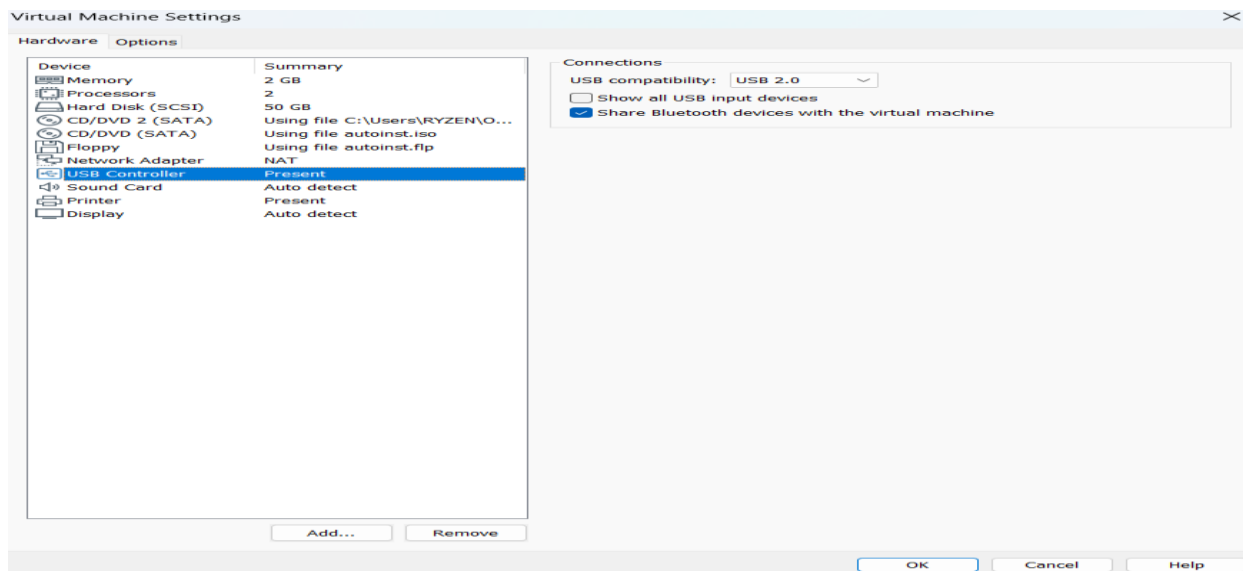 Virtual Machine Settings
Hardware Options
Device Summary
Memory 2 GB
Processors 2
Hard Disk (SCSI) 50 GB
CD/DVD 2 (SATA) Using file C:\Users\RYZEN\O...
CD/DVD (SATA) Using file autoinst.iso
Floppy Using file autoinst.flp
Network Adapter NAT
USB Controller Present
Sound Card Auto detect
Printer Present
Display Auto detect
Add... Remove
Connections
USB compatibility: USB 2.0
Show all USB input devices
Share Bluetooth devices with the virtual machine
OK Cancel Help